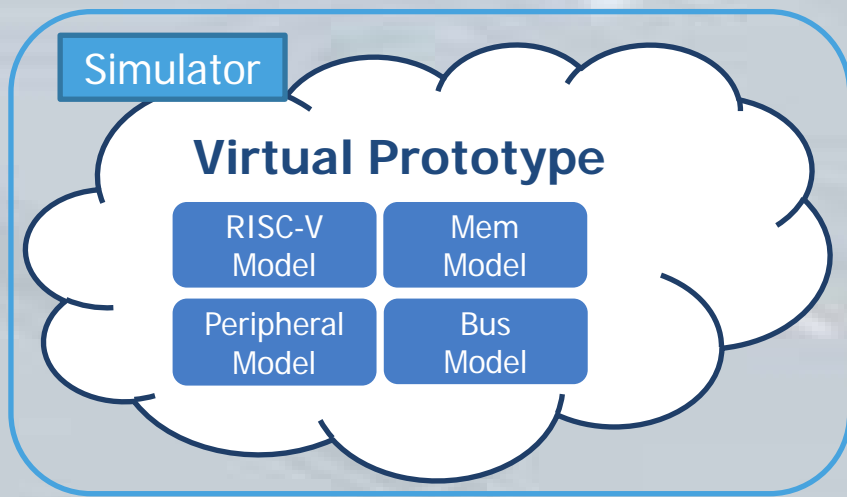 Simulator
Virtual Prototype
RISC-V
Model
Mem
Model
Peripheral
Model
Bus
Model